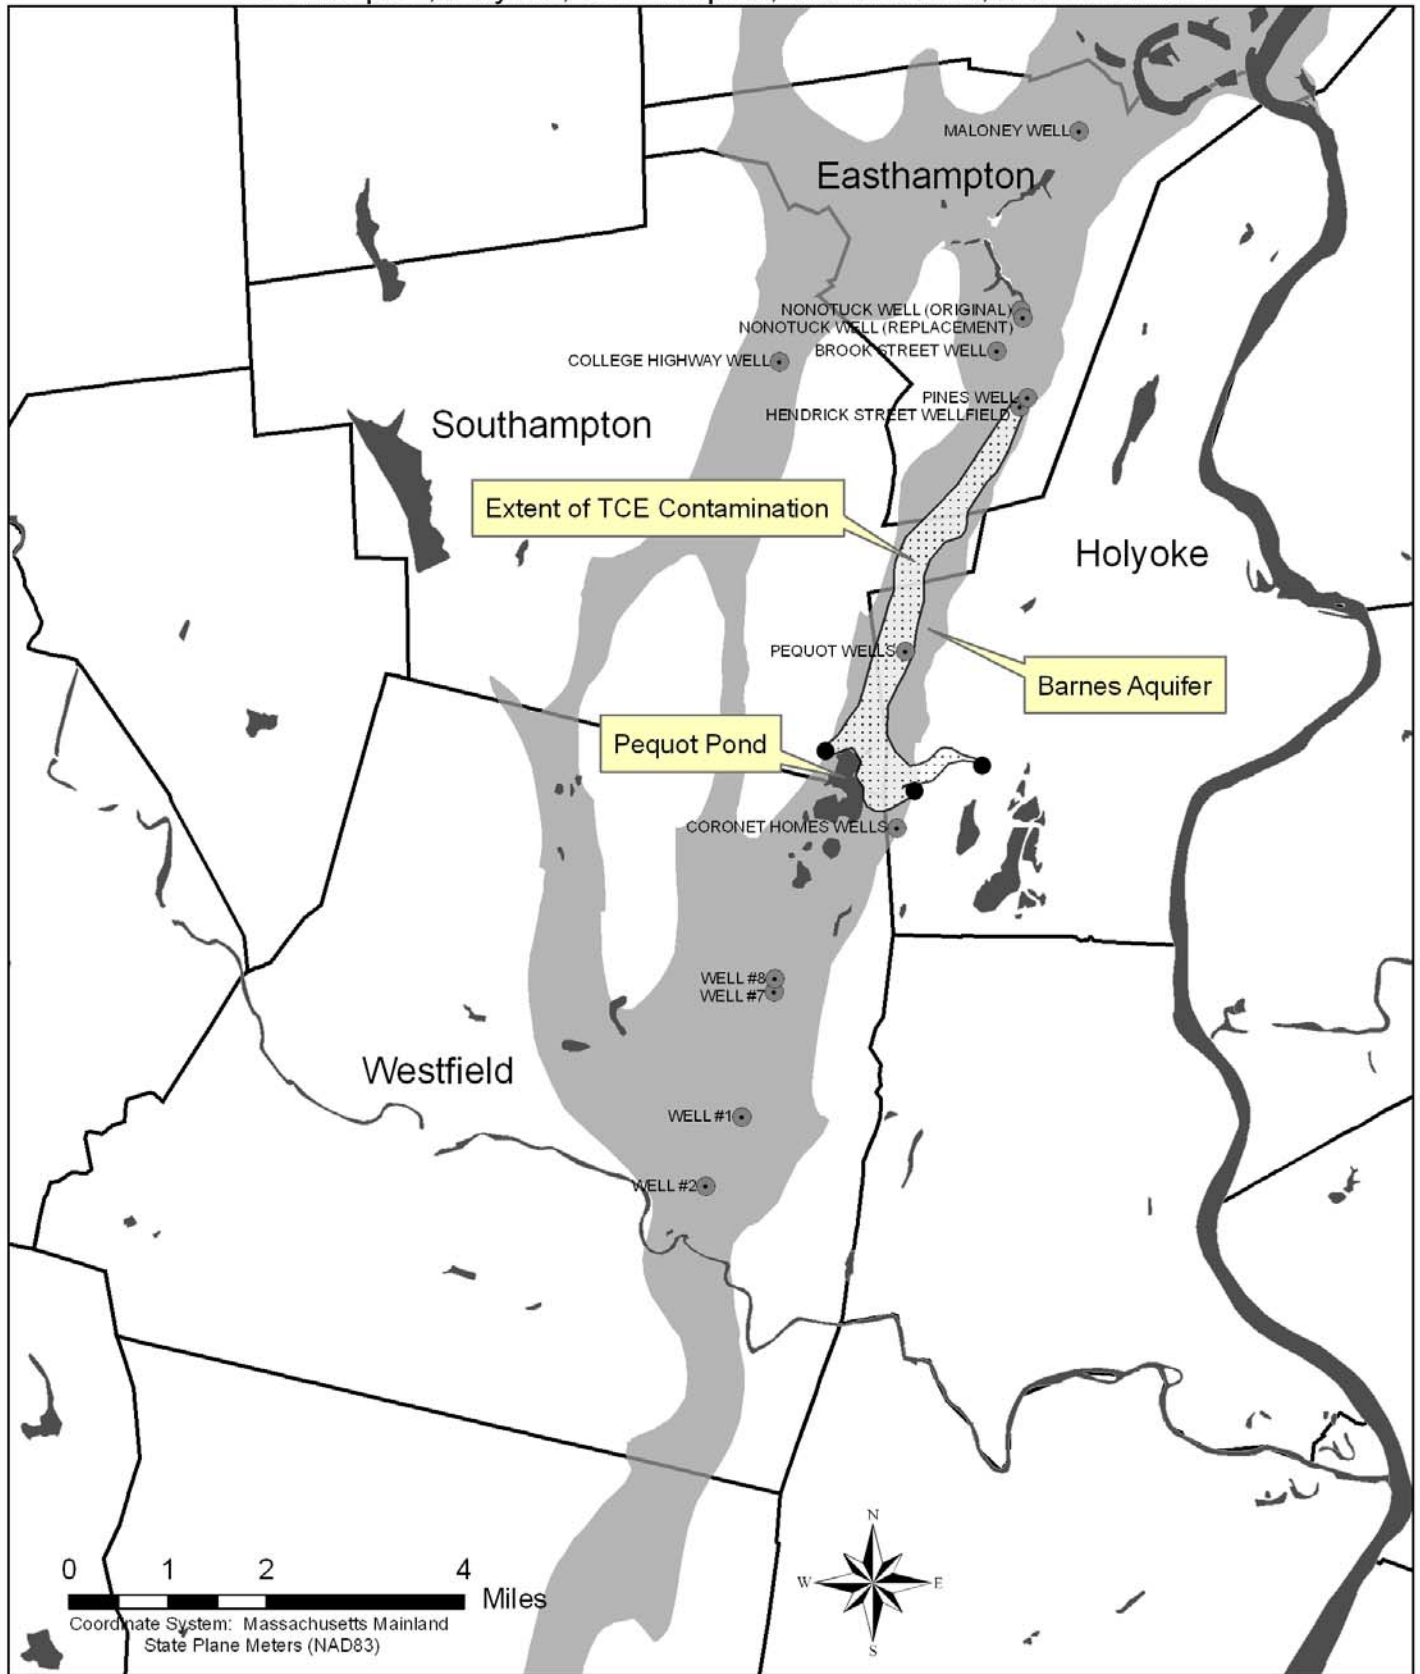 MALONEY WELL
Easthampton
NONOTUCK WELL (ORIGINAL)
NONOTUCK WELL (REPLACEMENT)
BROOK STREET WELL
COLLEGE HIGHWAY WELL
PINES WELL
HENDRICK STREET WELLFIELD
Southampton
Extent of TCE Contamination
Holyoke
PEQUOT WELLS
Barnes Aquifer
Pequot Pond
CORONET HOMES WELLS
WELL #8
WELL #7
Westfield
WELL #1
WELL #2
N
W E
S
0 1 2 4
Miles
Coordinate System: Massachusetts Mainland
State Plane Meters (NAD83)